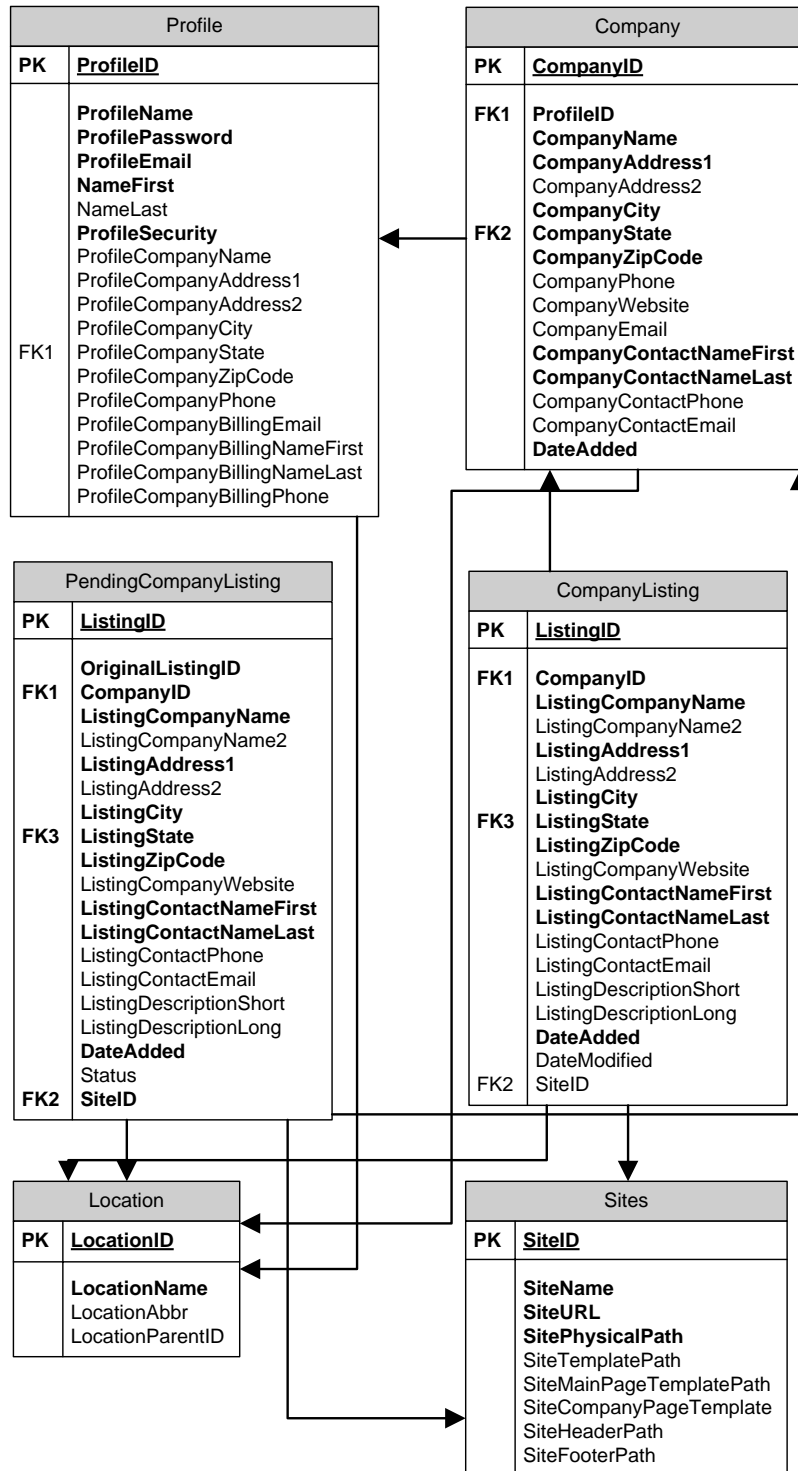 Profile
PK ProfileID
ProfileName
ProfilePassword
ProfileEmail
NameFirst
NameLast
ProfileSecurity
ProfileCompanyName
ProfileCompanyAddress1
ProfileCompanyAddress2
ProfileCompanyCity
FK1 ProfileCompanyState
ProfileCompanyZipCode
ProfileCompanyPhone
ProfileCompanyBillingEmail
ProfileCompanyBillingNameFirst
ProfileCompanyBillingNameLast
ProfileCompanyBillingPhone
Company
PK CompanyID
FK1 ProfileID
CompanyName
CompanyAddress1
CompanyAddress2
CompanyCity
FK2 CompanyState
CompanyZipCode
CompanyPhone
CompanyWebsite
CompanyEmail
CompanyContactNameFirst
CompanyContactNameLast
CompanyContactPhone
CompanyContactEmail
DateAdded
PendingCompanyListing
PK ListingID
OriginalListingID
FK1 CompanyID
ListingCompanyName
ListingCompanyName2
ListingAddress1
ListingAddress2
ListingCity
FK3 ListingState
ListingZipCode
ListingCompanyWebsite
ListingContactNameFirst
ListingContactNameLast
ListingContactPhone
ListingContactEmail
ListingDescriptionShort
ListingDescriptionLong
DateAdded
Status
FK2 SiteID
CompanyListing
PK ListingID
FK1 CompanyID
ListingCompanyName
ListingCompanyName2
ListingAddress1
ListingAddress2
ListingCity
FK3 ListingState
ListingZipCode
ListingCompanyWebsite
ListingContactNameFirst
ListingContactNameLast
ListingContactPhone
ListingContactEmail
ListingDescriptionShort
ListingDescriptionLong
DateAdded
DateModified
FK2 SiteID
Location
PK LocationID
LocationName
LocationAbbr
LocationParentID
Sites
PK SiteID
SiteName
SiteURL
SitePhysicalPath
SiteTemplatePath
SiteMainPageTemplatePath
SiteCompanyPageTemplate
SiteHeaderPath
SiteFooterPath